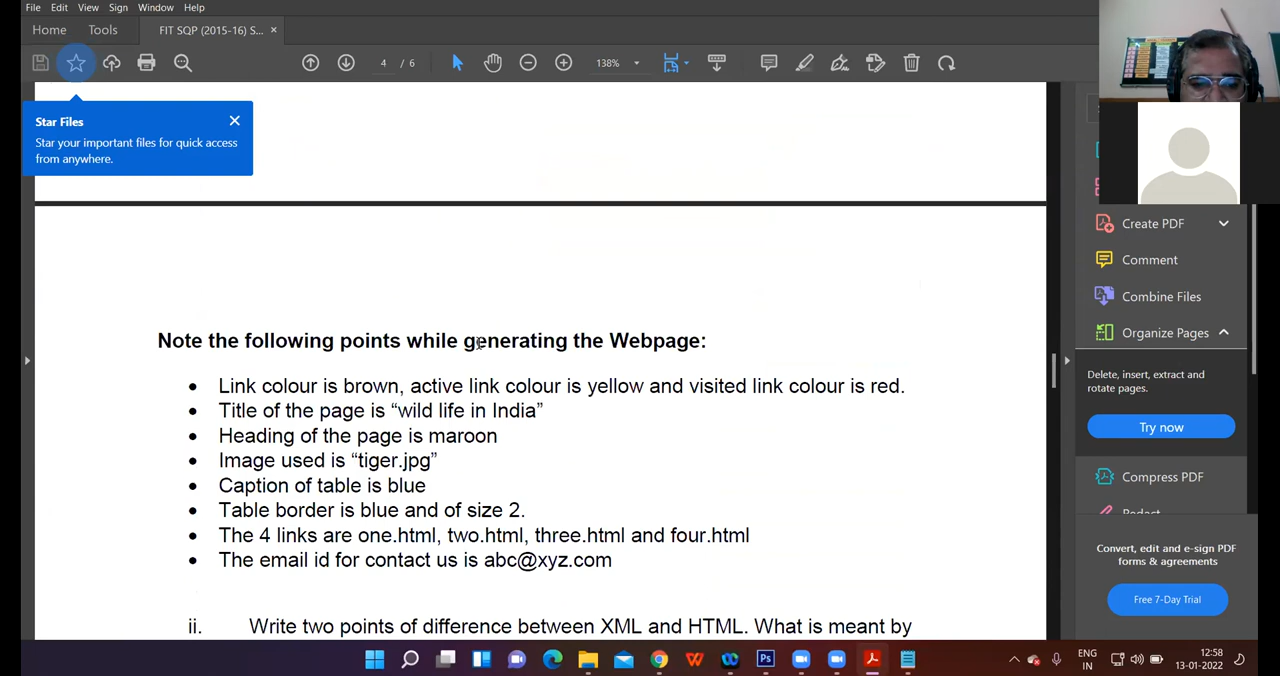 File Edit View Sign Window Help
Home Tools FIT SQP (2015-16) S... ×
4 / 6 138%
Star Files
Star your important files for quick access
from anywhere.
Create PDF
Comment
Combine Files
Organize Pages
Delete, insert, extract and
rotate pages.
Try now
Compress PDF
Redact
Convert, edit and e-sign PDF
forms & agreements
Free 7-Day Trial
Note the following points while generating the Webpage:
• Link colour is brown, active link colour is yellow and visited link colour is red.
• Title of the page is “wild life in India”
• Heading of the page is maroon
• Image used is “tiger.jpg”
• Caption of table is blue
• Table border is blue and of size 2.
• The 4 links are one.html, two.html, three.html and four.html
• The email id for contact us is abc@xyz.com
ii. Write two points of difference between XML and HTML. What is meant by
ENG
IN
12:58
13-01-2022